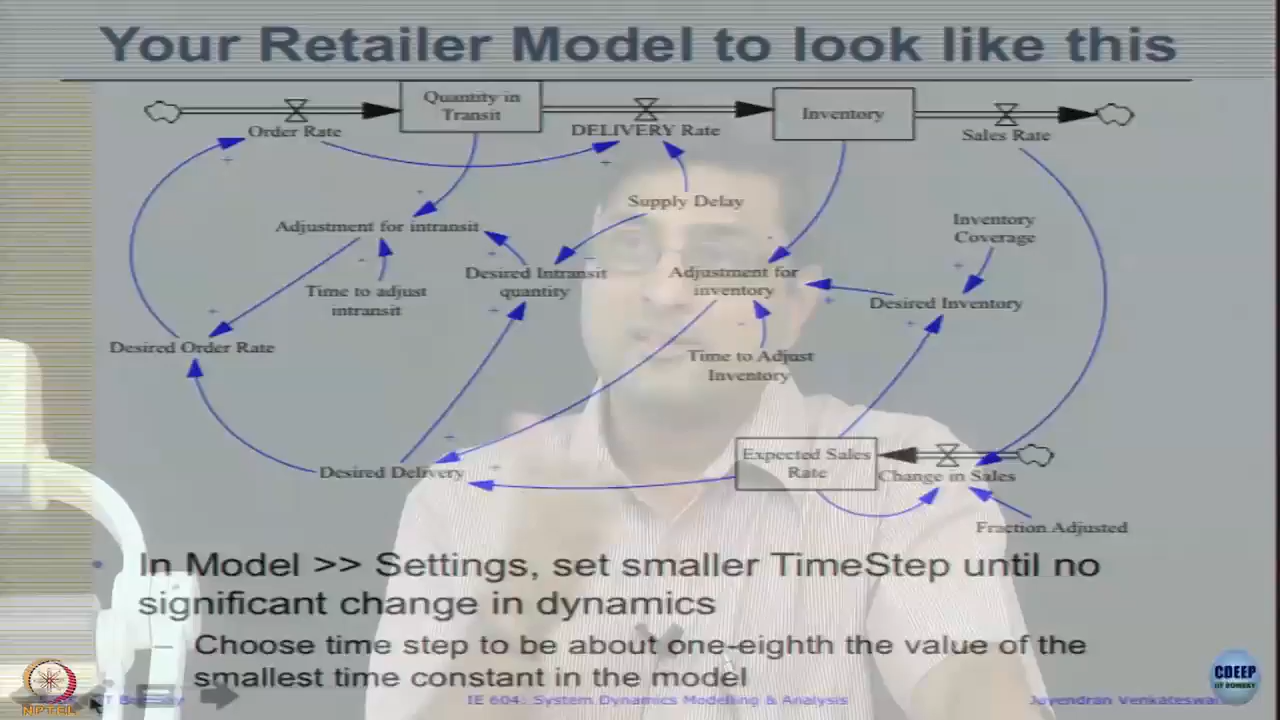 Your Retailer Model to look like this
Quantity in
Transit
Inventory
Order Rate
DELIVERY Rate
Sales Rate
Supply Delay
Adjustment for intransit
Inventory
Coverage
Desired Intransit
quantity
Adjustment for
inventory
Time to adjust
intransit
Desired Inventory
Desired Order Rate
Time to Adjust
Inventory
Desired Delivery
Expected Sales
Rate
Change in Sales
Fraction Adjusted
• In Model >> Settings, set smaller TimeStep until no
significant change in dynamics
– Choose time step to be about one-eighth the value of the
smallest time constant in the model
IE 604: System Dynamics Modelling & Analysis
NPTEL
CDEEP
IIT BOMBAY